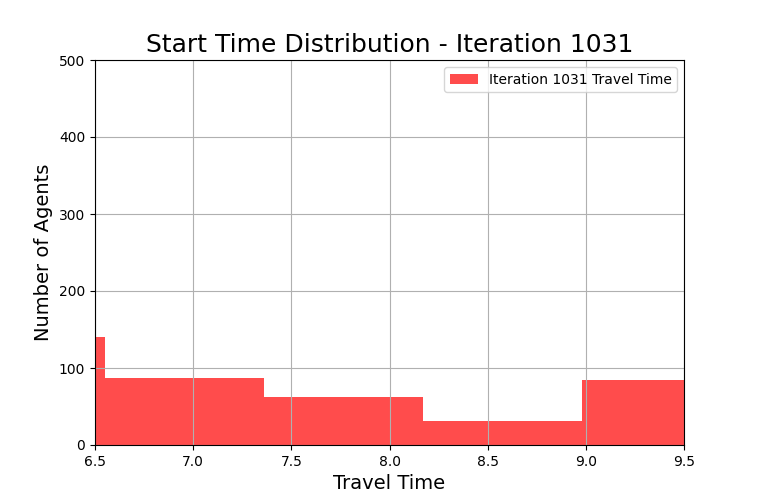 Start Time Distribution - Iteration 1031
Iteration 1031 Travel Time
Number of Agents
500
400
300
200
100
0
6.5 7.0 7.5 8.0 8.5 9.0 9.5
Travel Time